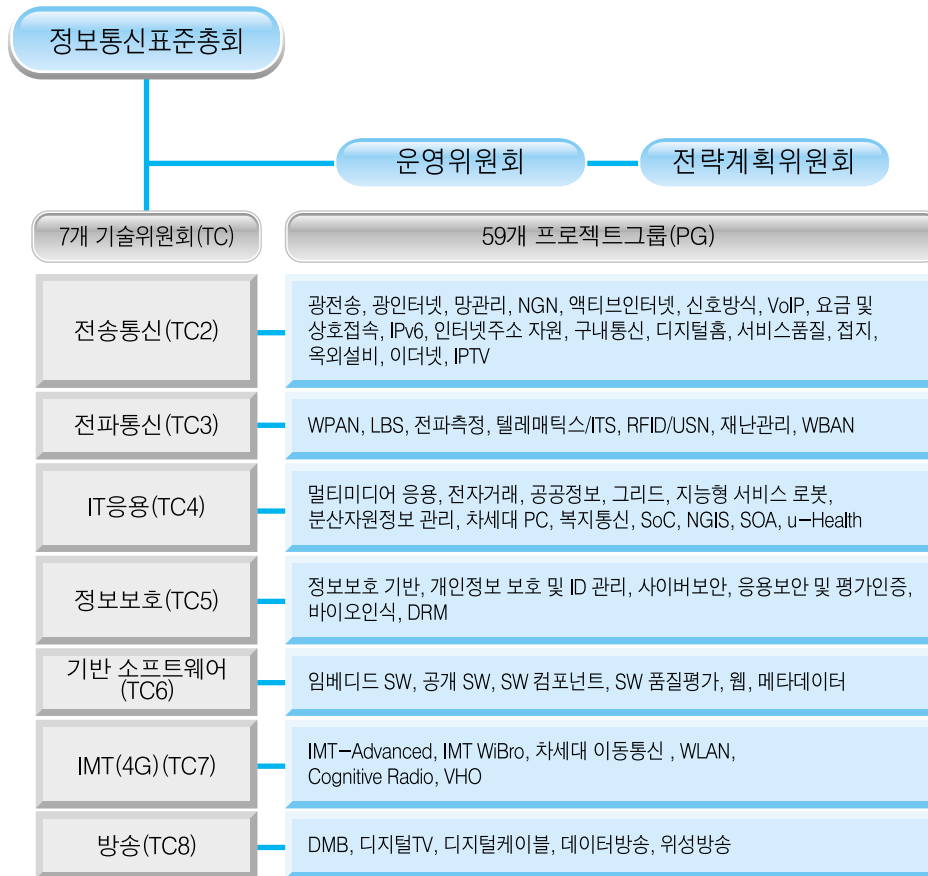 정보통신표준총회
운영위원회
전략계획위원회
7개 기술위원회(TC)
59개 프로젝트그룹(PG)
전송통신(TC2)
광전송, 광인터넷, 망관리, NGN, 액티브인터넷, 신호방식, VoIP, 요금 및
상호접속, IPv6, 인터넷주소 자원, 구내통신, 디지털홈, 서비스품질, 접지,
옥외설비, 이더넷, IPTV
전파통신(TC3)
WPAN, LBS, 전파측정, 텔레매틱스/ITS, RFID/USN, 재난관리, WBAN
IT응용(TC4)
멀티미디어 응용, 전자거래, 공공정보, 그리드, 지능형 서비스 로봇,
분산자원정보 관리, 차세대 PC, 복지통신, SoC, NGIS, SOA, u-Health
정보보호(TC5)
정보보호 기반, 개인정보 보호 및 ID 관리, 사이버보안, 응용보안 및 평가인증,
바이오인식, DRM
기반 소프트웨어
(TC6)
임베디드 SW, 공개 SW, SW 컴포넌트, SW 품질평가, 웹, 메타데이터
IMT(4G)(TC7)
IMT-Advanced, IMT WiBro, 차세대 이동통신 , WLAN,
Cognitive Radio, VHO
방송(TC8)
DMB, 디지털TV, 디지털케이블, 데이터방송, 위성방송